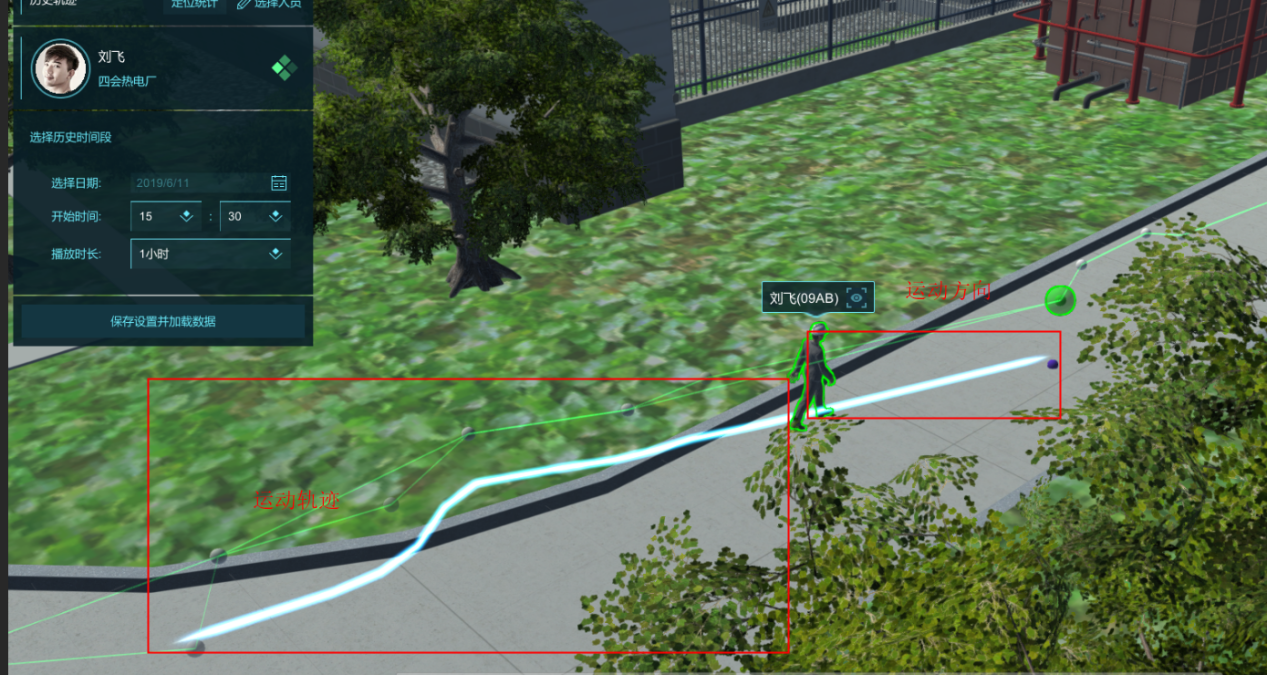 历史轨迹
定位统计 选择人员
刘飞
四会热电厂
选择历史时间段
选择日期: 2019/6/11
开始时间: 15 : 30
播放时长: 1小时
保存设置并加载数据
刘飞(09AB)
运动方向
运动轨迹